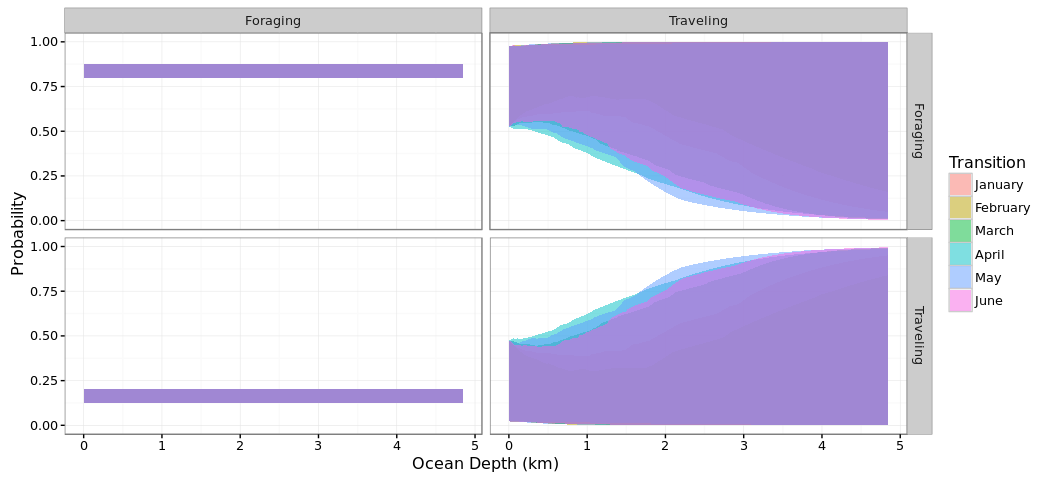 Foraging
Traveling
1.00
0.75
0.50
0.25
0.00
Foraging
1.00
0.75
0.50
0.25
0.00
Traveling
Probability
0 1 2 3 4 5
0 1 2 3 4 5
Ocean Depth (km)
Transition
January
February
March
April
May
June